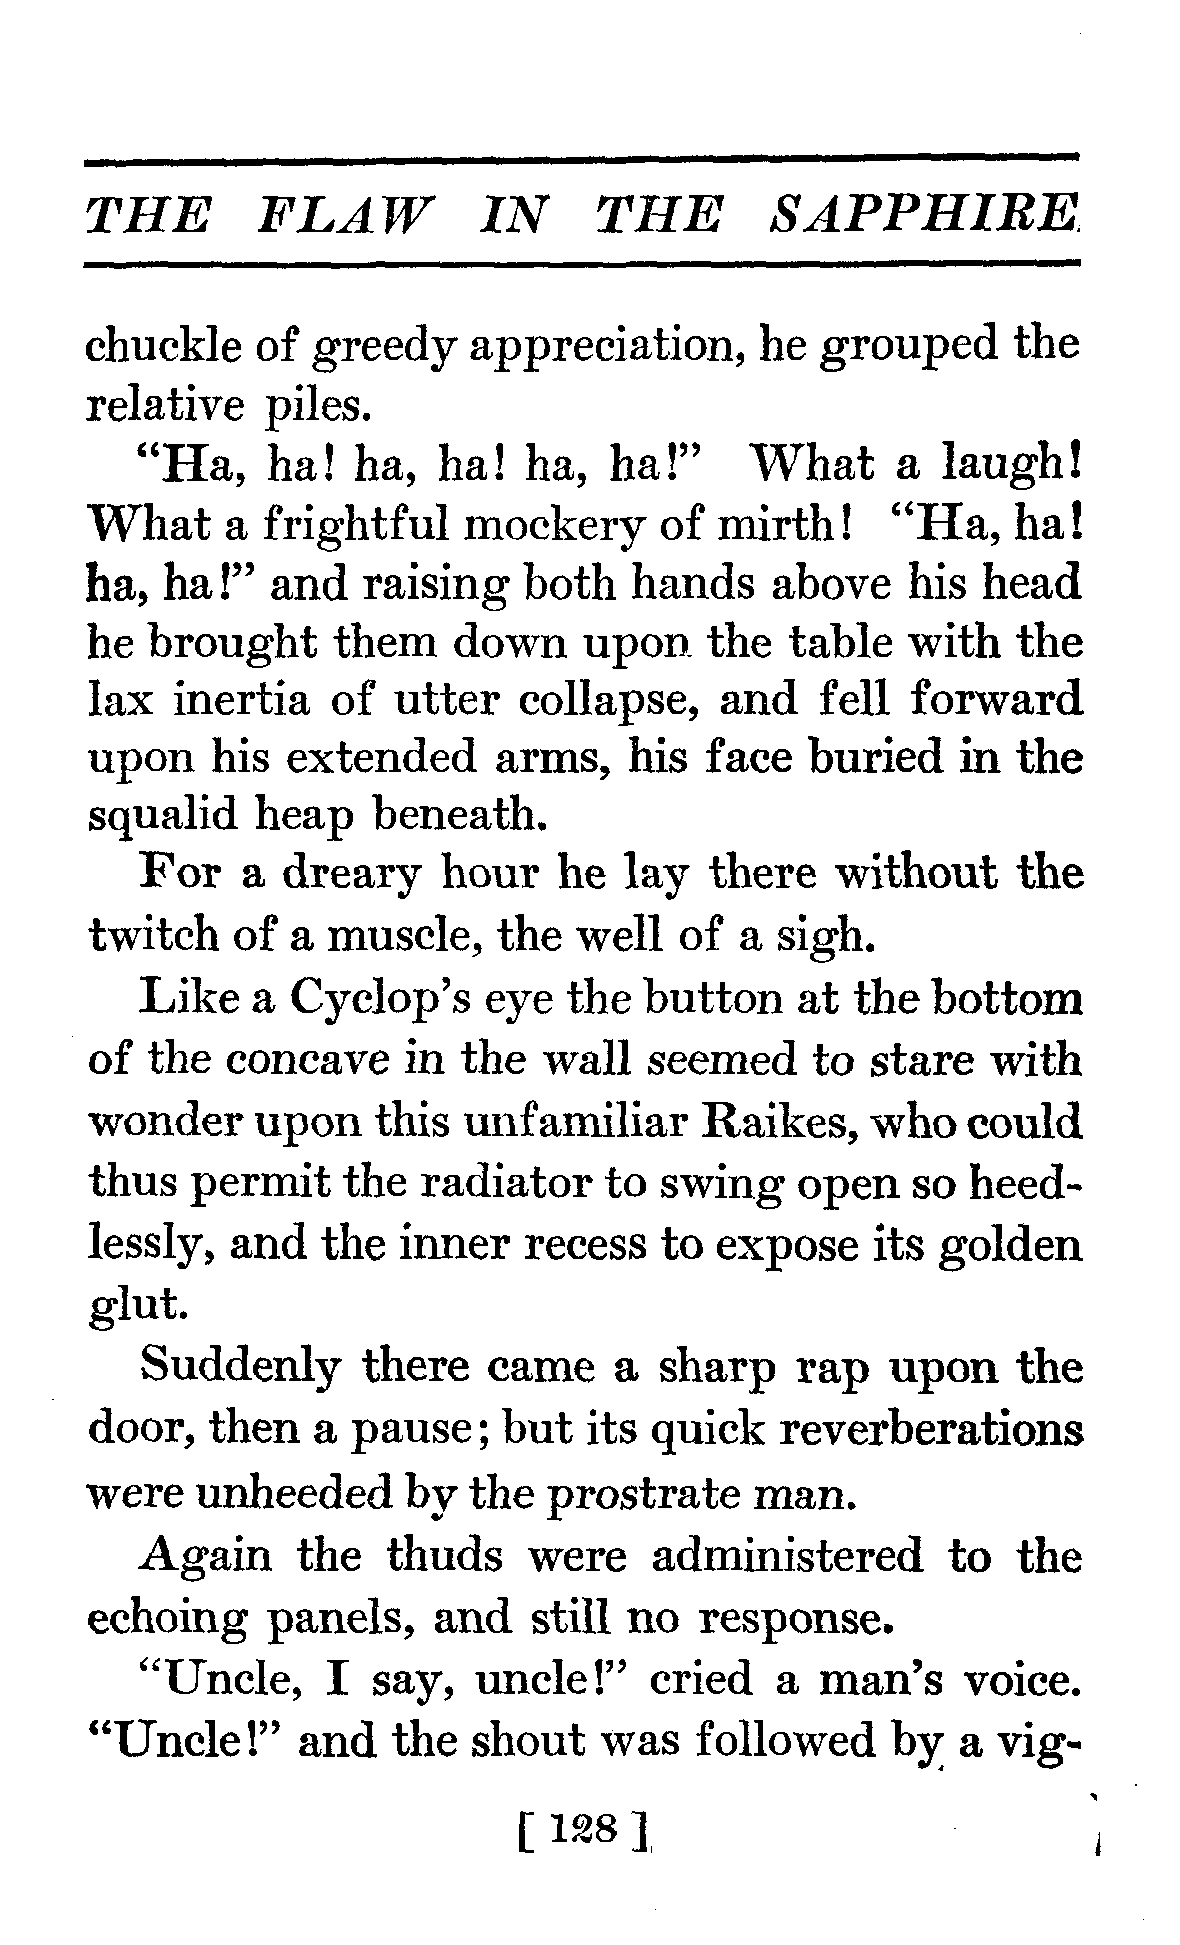 THE FLAW IN THE SAPPHIRE
chuckle of greedy appreciation, he grouped the
relative piles.
“Ha, ha! ha, ha! ha, ha!” What a laugh!
What a frightful mockery of mirth! “Ha, ha!
ha, ha!” and raising both hands above his head
he brought them down upon the table with the
lax inertia of utter collapse, and fell forward
upon his extended arms, his face buried in the
squalid heap beneath.
For a dreary hour he lay there without the
twitch of a muscle, the well of a sigh.
Like a Cyclop’s eye the button at the bottom
of the concave in the wall seemed to stare with
wonder upon this unfamiliar Raikes, who could
thus permit the radiator to swing open so heed-
lessly, and the inner recess to expose its golden
glut.
Suddenly there came a sharp rap upon the
door, then a pause; but its quick reverberations
were unheeded by the prostrate man.
Again the thuds were administered to the
echoing panels, and still no response.
“Uncle, I say, uncle!” cried a man’s voice.
“Uncle!” and the shout was followed by a vig-
[ 128 ]